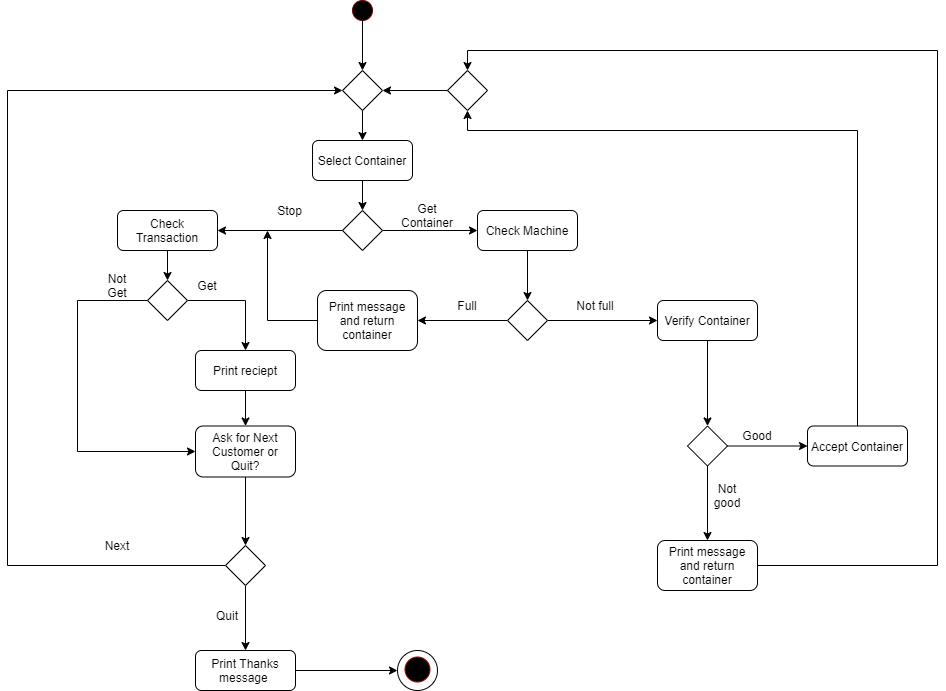 Select Container
Stop
Get
Container
Check
Transaction
Check Machine
Not
Get
Get
Print message
and return
container
Full
Not full
Verify Container
Print reciept
Ask for Next
Customer or
Quit?
Good
Accept Container
Not
good
Next
Print message
and return
container
Quit
Print Thanks
message